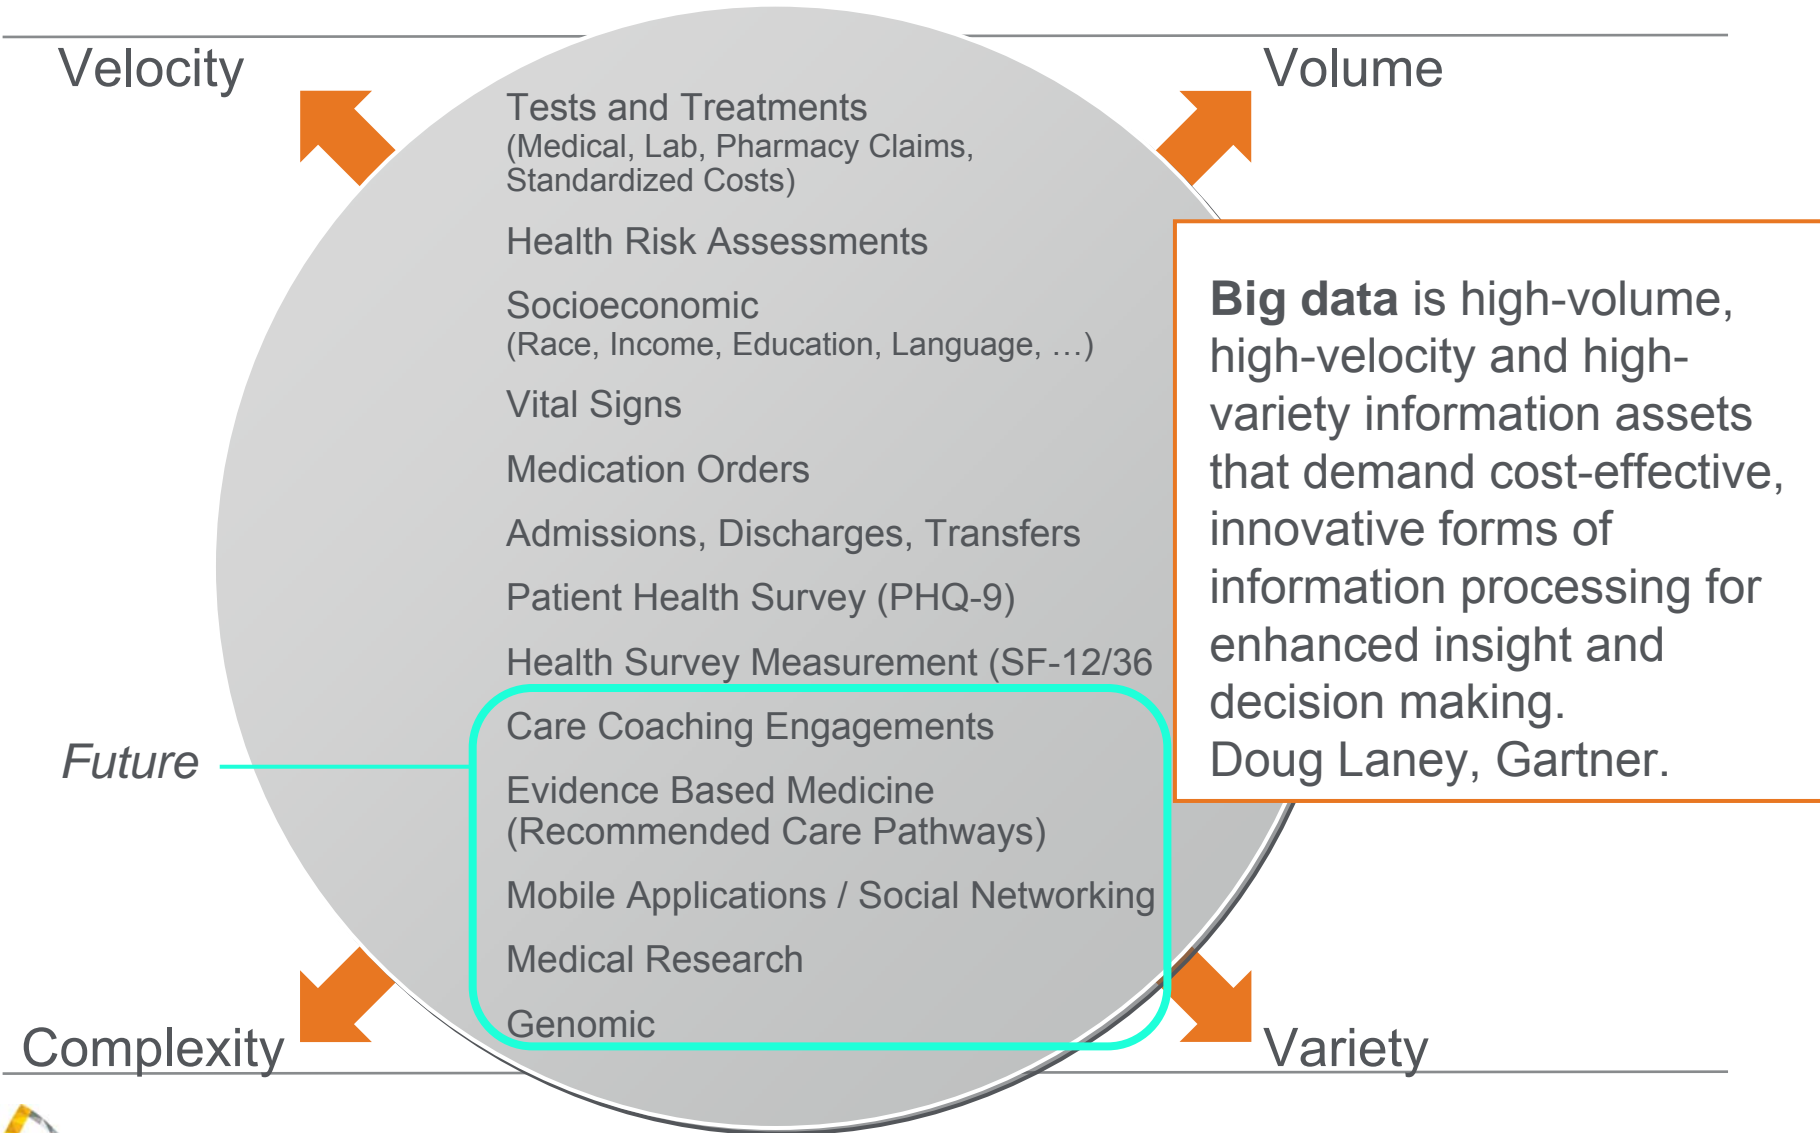 Velocity
Volume
Tests and Treatments
(Medical, Lab, Pharmacy Claims,
Standardized Costs)
Health Risk Assessments
Socioeconomic
(Race, Income, Education, Language, …)
Vital Signs
Medication Orders
Admissions, Discharges, Transfers
Patient Health Survey (PHQ-9)
Health Survey Measurement (SF-12/36
Care Coaching Engagements
Evidence Based Medicine
(Recommended Care Pathways)
Mobile Applications / Social Networking
Medical Research
Genomic
Future
Big data is high-volume,
high-velocity and high-
variety information assets
that demand cost-effective,
innovative forms of
information processing for
enhanced insight and
decision making.
Doug Laney, Gartner.
Complexity
Variety